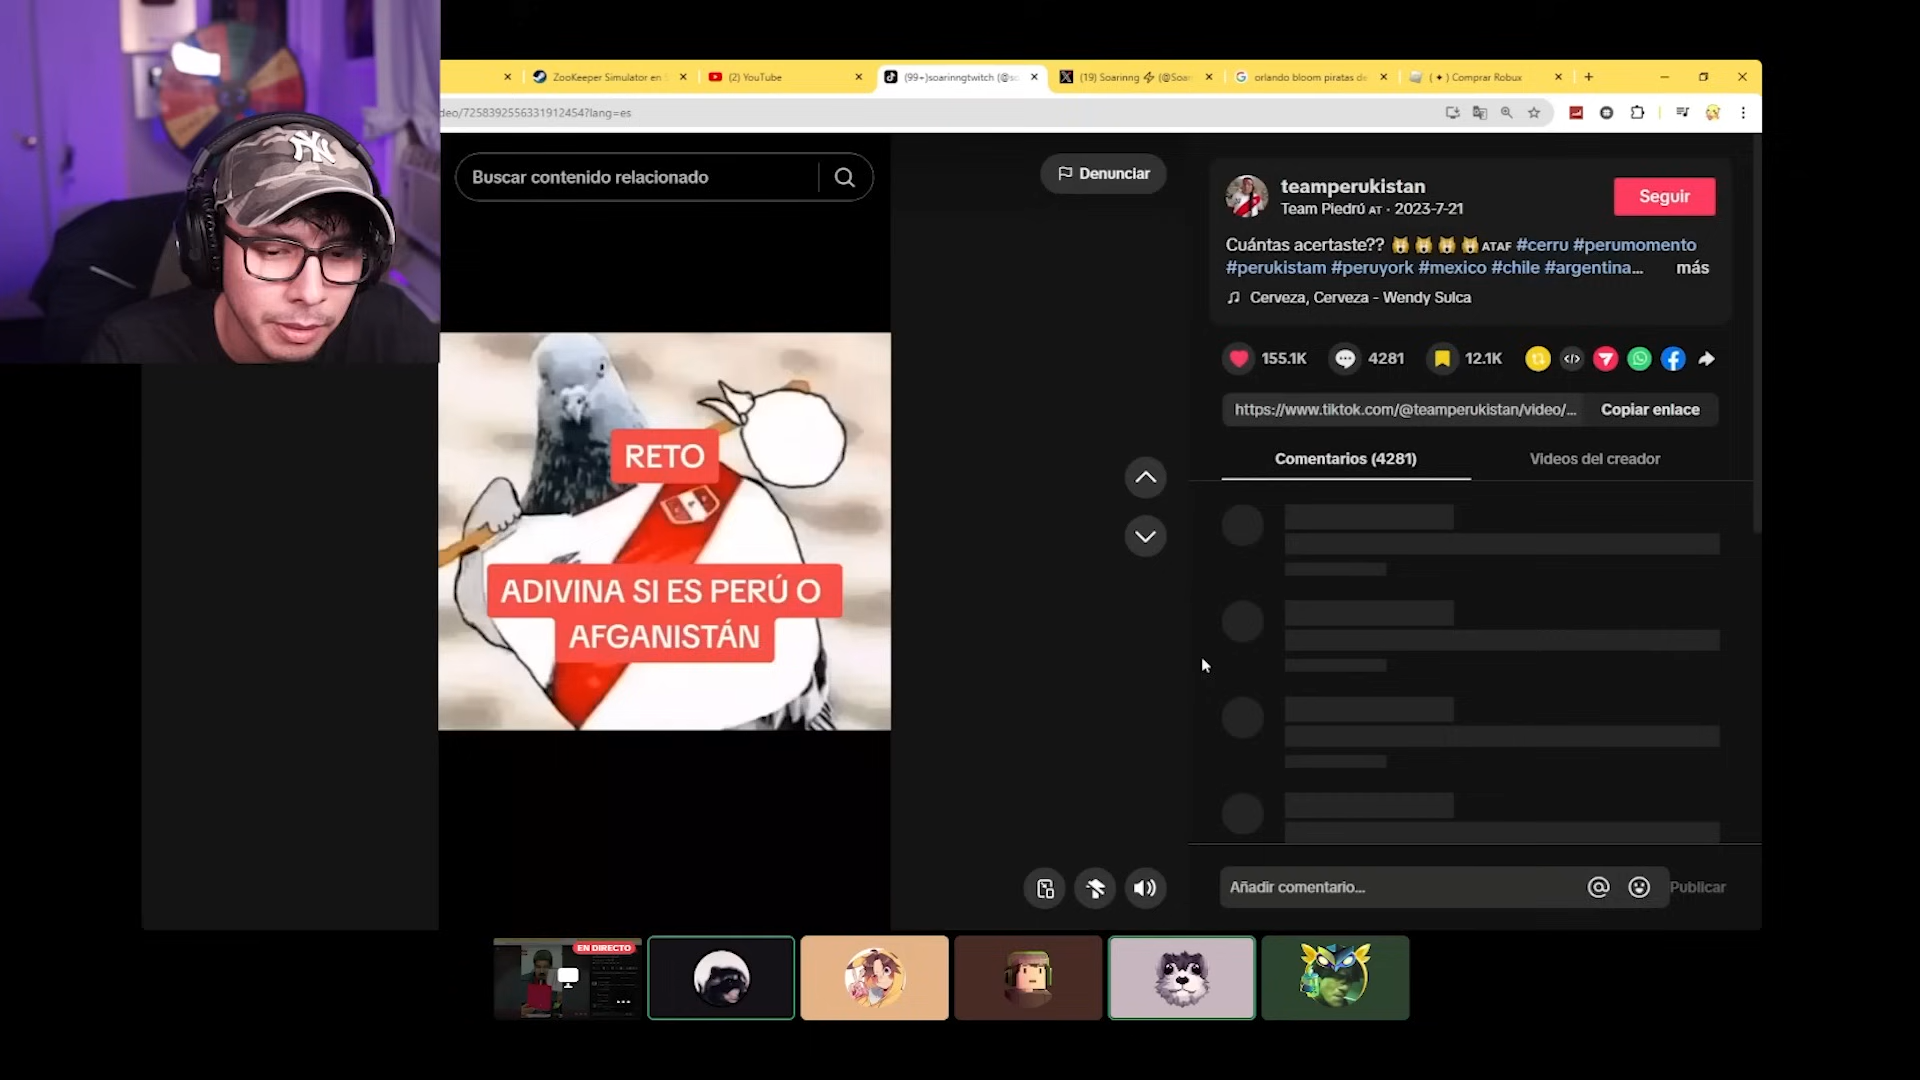 ZooKeeper Simulator en
(2) YouTube
(99+)soarinngtwitch (@so
(19) Soarinng ⚡ (@Soar
orlando bloom piratas de
(🔸) Comprar Robux
deo/7258392556331912454?lang=es
Buscar contenido relacionado
Denunciar
teamperukistan
Team Piedrú AT · 2023-7-21
Seguir
Cuántas acertaste?? 🙀🙀🙀🙀ATAF #cerru #perumomento
#perukistam #peruyork #mexico #chile #argentina... más
Cerveza, Cerveza - Wendy Sulca
155.1K 4281 12.1K
https://www.tiktok.com/@teamperukistan/video/... Copiar enlace
Comentarios (4281) Videos del creador
RETO
ADIVINA SI ES PERÚ O
AFGANISTÁN
Añadir comentario... Publicar
EN DIRECTO